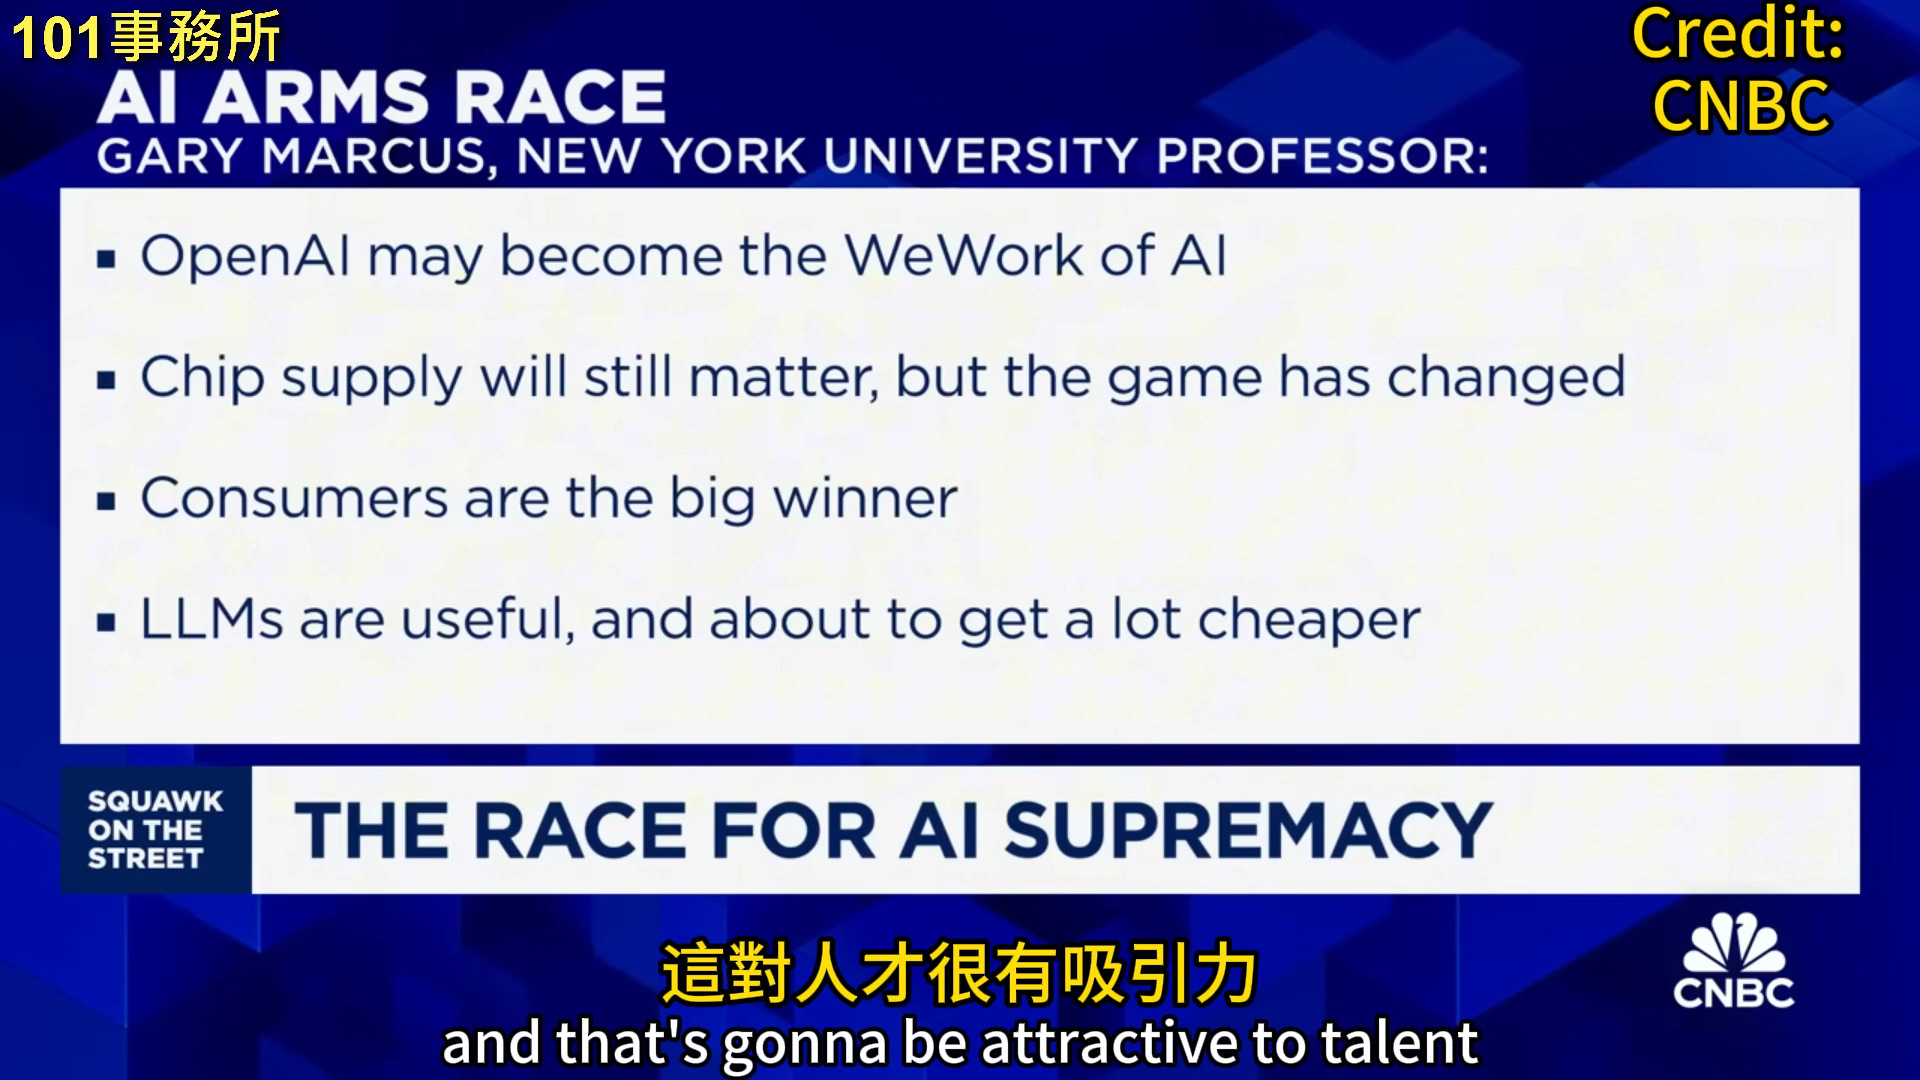 101事務所
Credit:
CNBC
AI ARMS RACE
GARY MARCUS, NEW YORK UNIVERSITY PROFESSOR:
▪ OpenAI may become the WeWork of AI
▪ Chip supply will still matter, but the game has changed
▪ Consumers are the big winner
▪ LLMs are useful, and about to get a lot cheaper
SQUAWK
ON THE
STREET
THE RACE FOR AI SUPREMACY
CNBC
這對人才很有吸引力
and that's gonna be attractive to talent